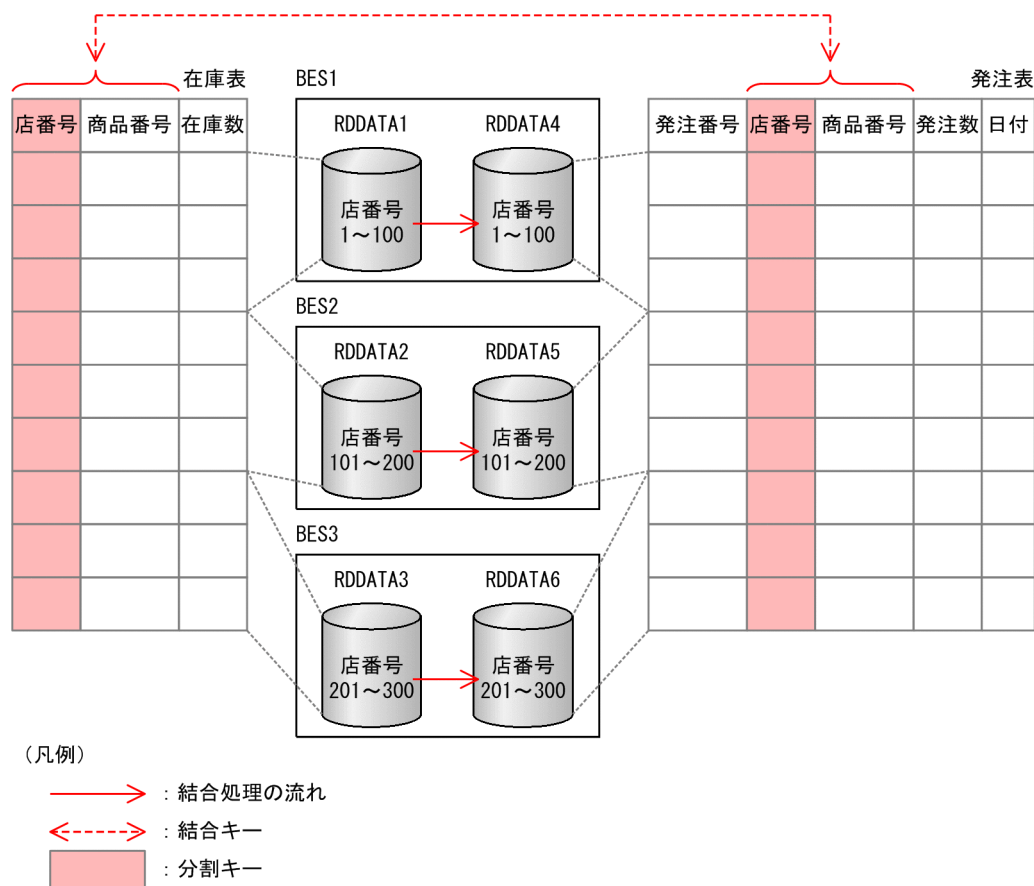 在庫表
店番号 商品番号 在庫数
BES1
RDDATA1 RDDATA4
店番号
1～100
店番号
1～100
BES2
RDDATA2 RDDATA5
店番号
101～200
店番号
101～200
BES3
RDDATA3 RDDATA6
店番号
201～300
店番号
201～300
発注表
発注番号 店番号 商品番号 発注数 日付
（凡例）
：結合処理の流れ
：結合キー
：分割キー